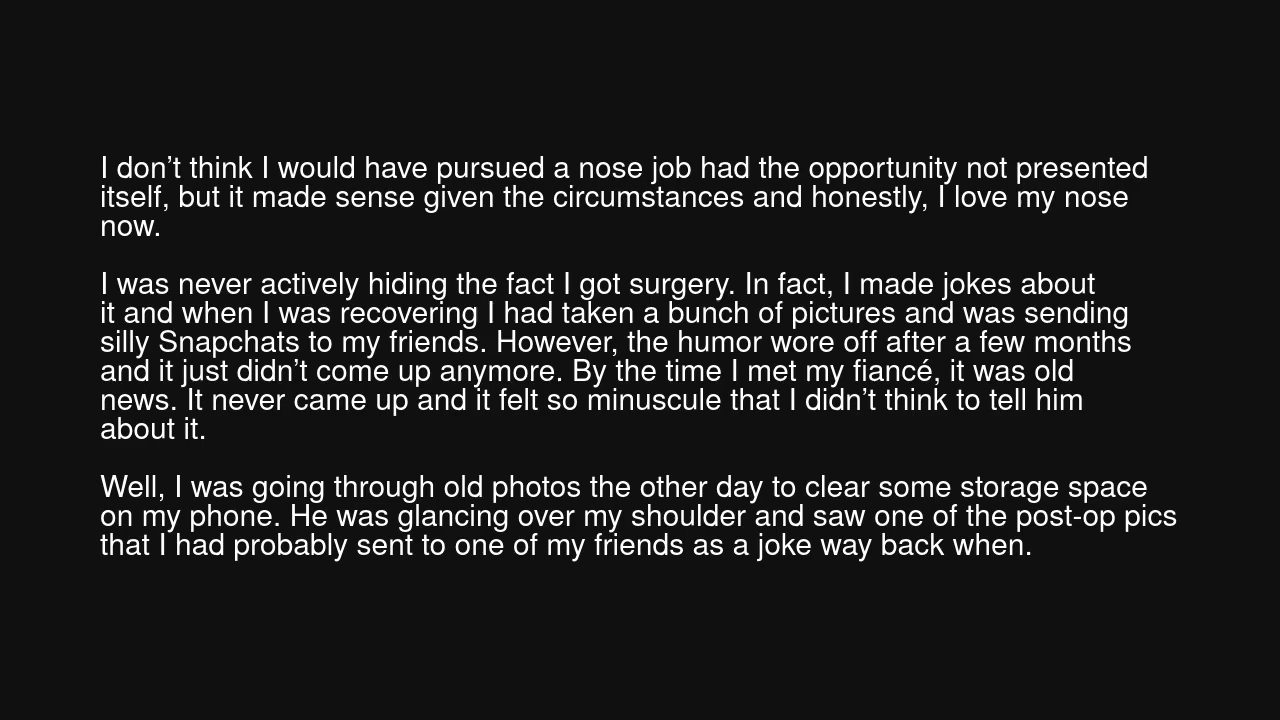 I don’t think I would have pursued a nose job had the opportunity not presented
itself, but it made sense given the circumstances and honestly, I love my nose
now.
I was never actively hiding the fact I got surgery. In fact, I made jokes about
it and when I was recovering I had taken a bunch of pictures and was sending
silly Snapchats to my friends. However, the humor wore off after a few months
and it just didn’t come up anymore. By the time I met my fiancé, it was old
news. It never came up and it felt so minuscule that I didn’t think to tell him
about it.
Well, I was going through old photos the other day to clear some storage space
on my phone. He was glancing over my shoulder and saw one of the post-op pics
that I had probably sent to one of my friends as a joke way back when.